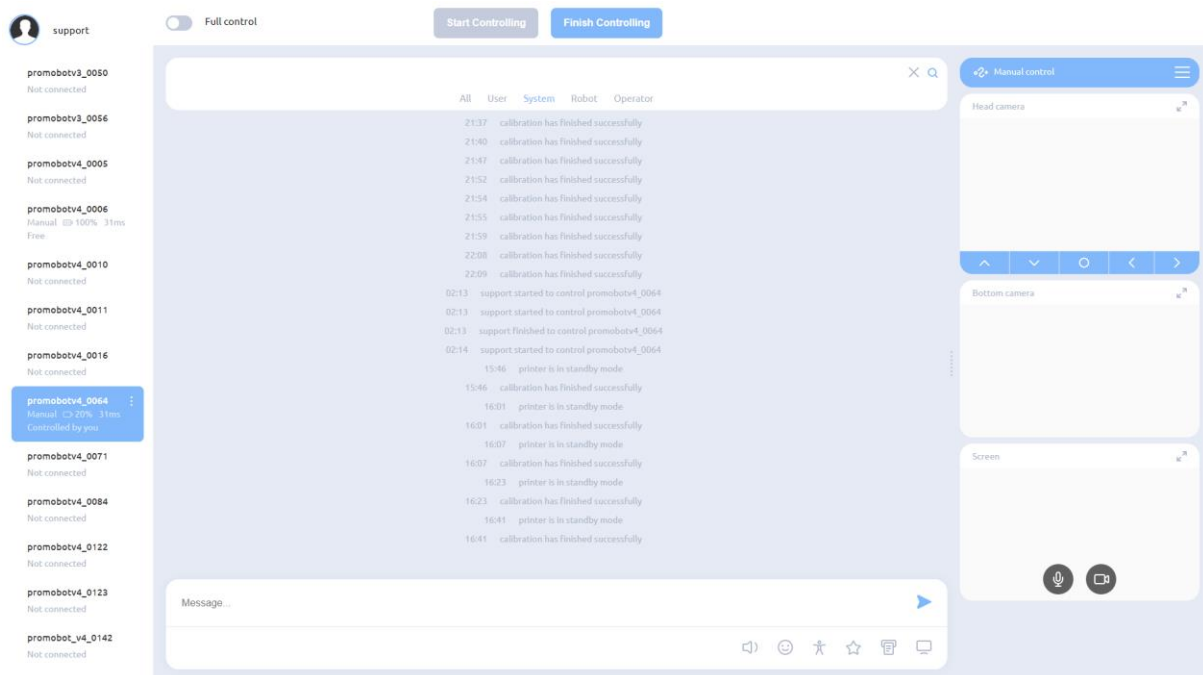 support
Full control
Start Controlling
Finish Controlling
promobotv3_0050
Not connected
promobotv3_0056
Not connected
promobotv4_0005
Not connected
promobotv4_0006
Manual 100% 31ms
Free
promobotv4_0010
Not connected
promobotv4_0011
Not connected
promobotv4_0016
Not connected
promobotv4_0064
Manual 20% 31ms
Controlled by you
promobotv4_0071
Not connected
promobotv4_0084
Not connected
promobotv4_0122
Not connected
promobotv4_0123
Not connected
promobot_v4_0142
Not connected
All User System Robot Operator
21:37 calibration has finished successfully
21:40 calibration has finished successfully
21:47 calibration has finished successfully
21:52 calibration has finished successfully
21:54 calibration has finished successfully
21:55 calibration has finished successfully
21:59 calibration has finished successfully
22:08 calibration has finished successfully
22:09 calibration has finished successfully
02:13 support started to control promobotv4_0064
02:13 support started to control promobotv4_0064
02:13 support finished to control promobotv4_0064
02:14 support started to control promobotv4_0064
15:46 printer is in standby mode
15:46 calibration has finished successfully
16:01 printer is in standby mode
16:01 calibration has finished successfully
16:07 printer is in standby mode
16:07 calibration has finished successfully
16:23 printer is in standby mode
16:23 calibration has finished successfully
16:41 printer is in standby mode
16:41 calibration has finished successfully
Message...
Manual control
Head camera
Bottom camera
Screen